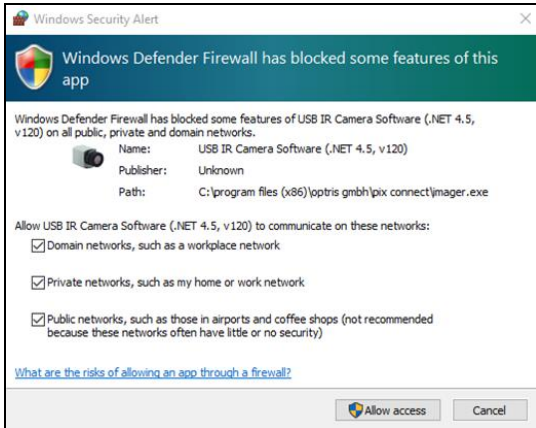 Windows Security Alert
Windows Defender Firewall has blocked some features of this
app
Windows Defender Firewall has blocked some features of USB IR Camera Software (.NET 4.5,
v120) on all public, private and domain networks.
Name: USB IR Camera Software (.NET 4.5, v120)
Publisher: Unknown
Path: C:\program files (x86)\optris gmbh\pix connect\imager.exe
Allow USB IR Camera Software (.NET 4.5, v120) to communicate on these networks:
Domain networks, such as a workplace network
Private networks, such as my home or work network
Public networks, such as those in airports and coffee shops (not recommended
because these networks often have little or no security)
What are the risks of allowing an app through a firewall?
Allow access Cancel